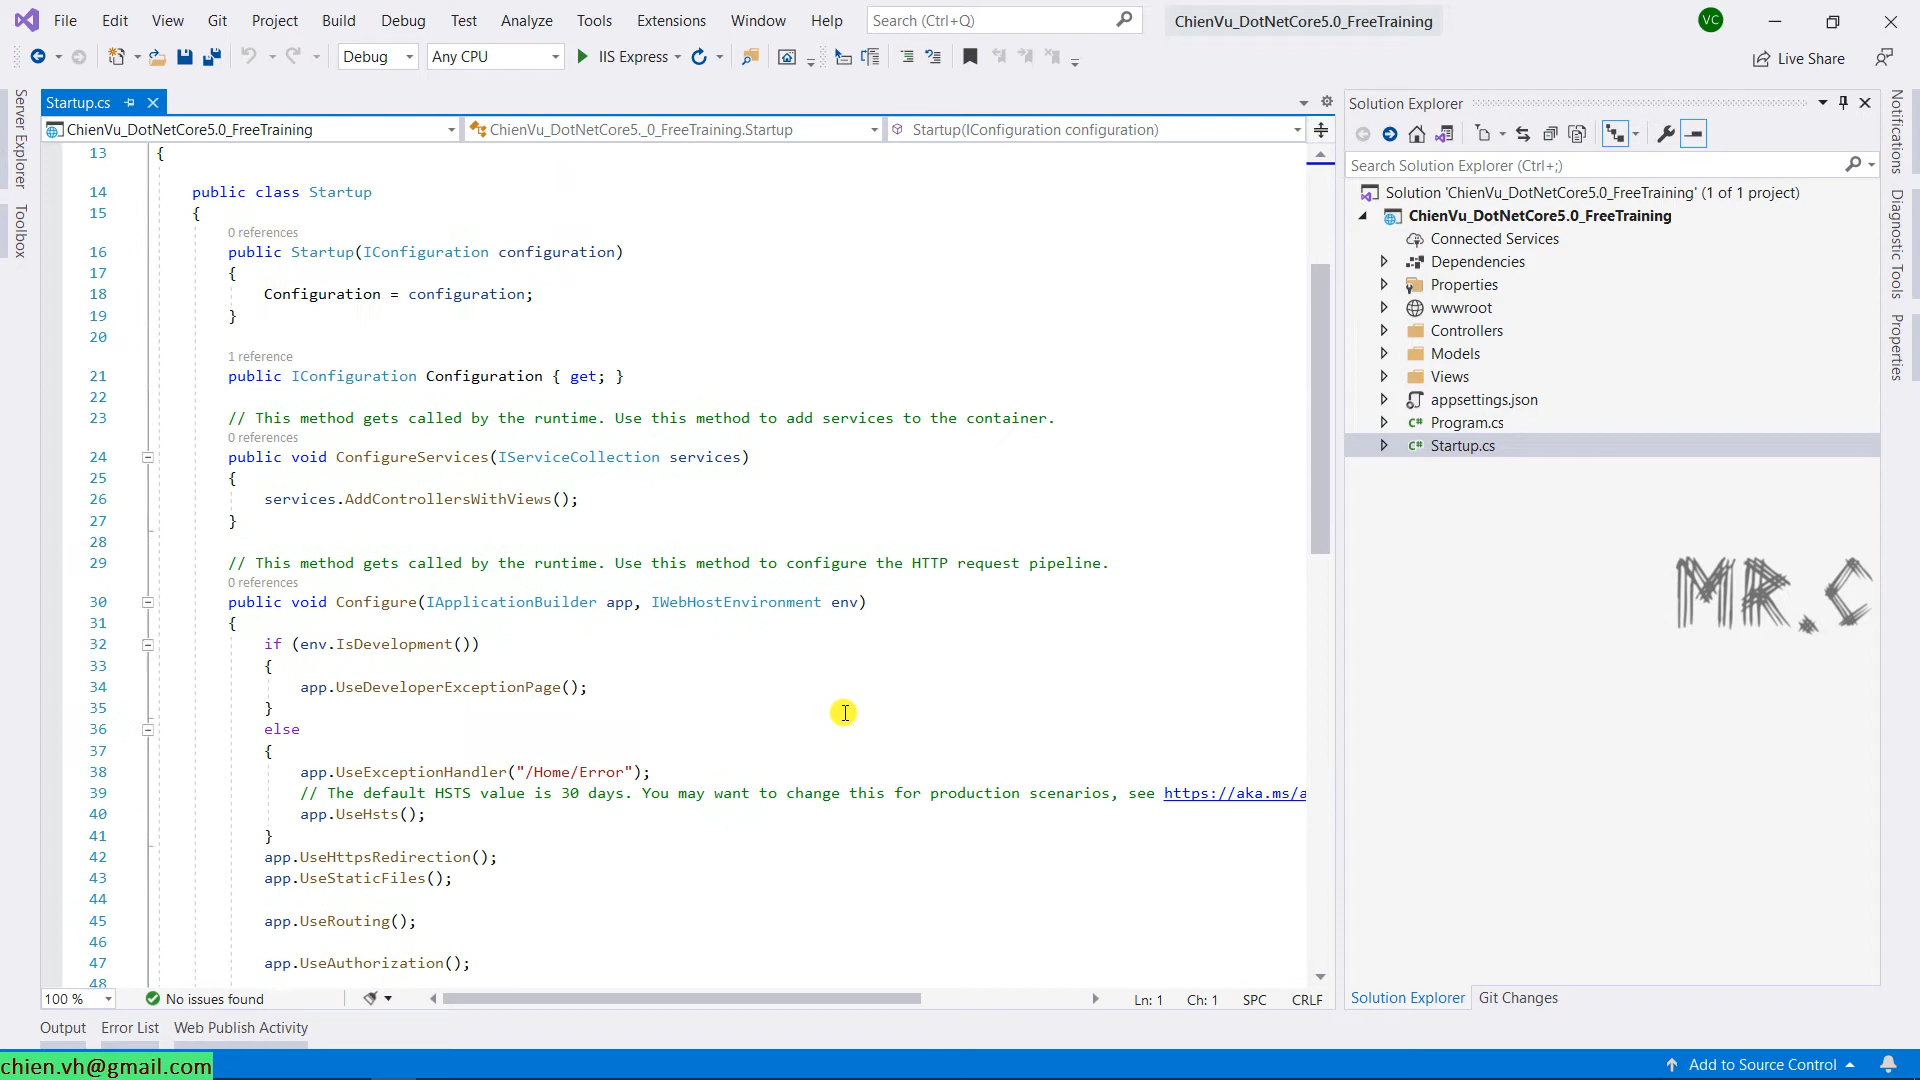 File Edit View Git Project Build Debug Test Analyze Tools Extensions Window Help Search (Ctrl+Q) ChienVu_DotNetCore5.0_FreeTraining VC
Debug Any CPU IIS Express Live Share
Server Explorer
Toolbox
Startup.cs
ChienVu_DotNetCore5.0_FreeTraining ChienVu_DotNetCore5._0_FreeTraining.Startup Startup(IConfiguration configuration)
13 {
14 public class Startup
15 {
0 references
16 public Startup(IConfiguration configuration)
17 {
18 Configuration = configuration;
19 }
20
1 reference
21 public IConfiguration Configuration { get; }
22
23 // This method gets called by the runtime. Use this method to add services to the container.
0 references
24 public void ConfigureServices(IServiceCollection services)
25 {
26 services.AddControllersWithViews();
27 }
28
29 // This method gets called by the runtime. Use this method to configure the HTTP request pipeline.
0 references
30 public void Configure(IApplicationBuilder app, IWebHostEnvironment env)
31 {
32 if (env.IsDevelopment())
33 {
34 app.UseDeveloperExceptionPage();
35 }
36 else
37 {
38 app.UseExceptionHandler("/Home/Error");
39 // The default HSTS value is 30 days. You may want to change this for production scenarios, see https://aka.ms/a
40 app.UseHsts();
41 }
42 app.UseHttpsRedirection();
43 app.UseStaticFiles();
44
45 app.UseRouting();
46
47 app.UseAuthorization();
48
100 % No issues found Ln: 1 Ch: 1 SPC CRLF
Output Error List Web Publish Activity
Solution Explorer
Search Solution Explorer (Ctrl+;)
Solution 'ChienVu_DotNetCore5.0_FreeTraining' (1 of 1 project)
ChienVu_DotNetCore5.0_FreeTraining
Connected Services
Dependencies
Properties
wwwroot
Controllers
Models
Views
appsettings.json
C# Program.cs
C# Startup.cs
MR.C
Solution Explorer Git Changes
Notifications
Diagnostic Tools
Properties
chien.vh@gmail.com
Add to Source Control